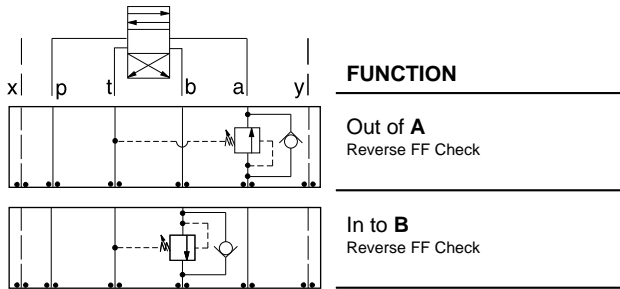 x p t b a y
FUNCTION
Out of A
Reverse FF Check
In to B
Reverse FF Check